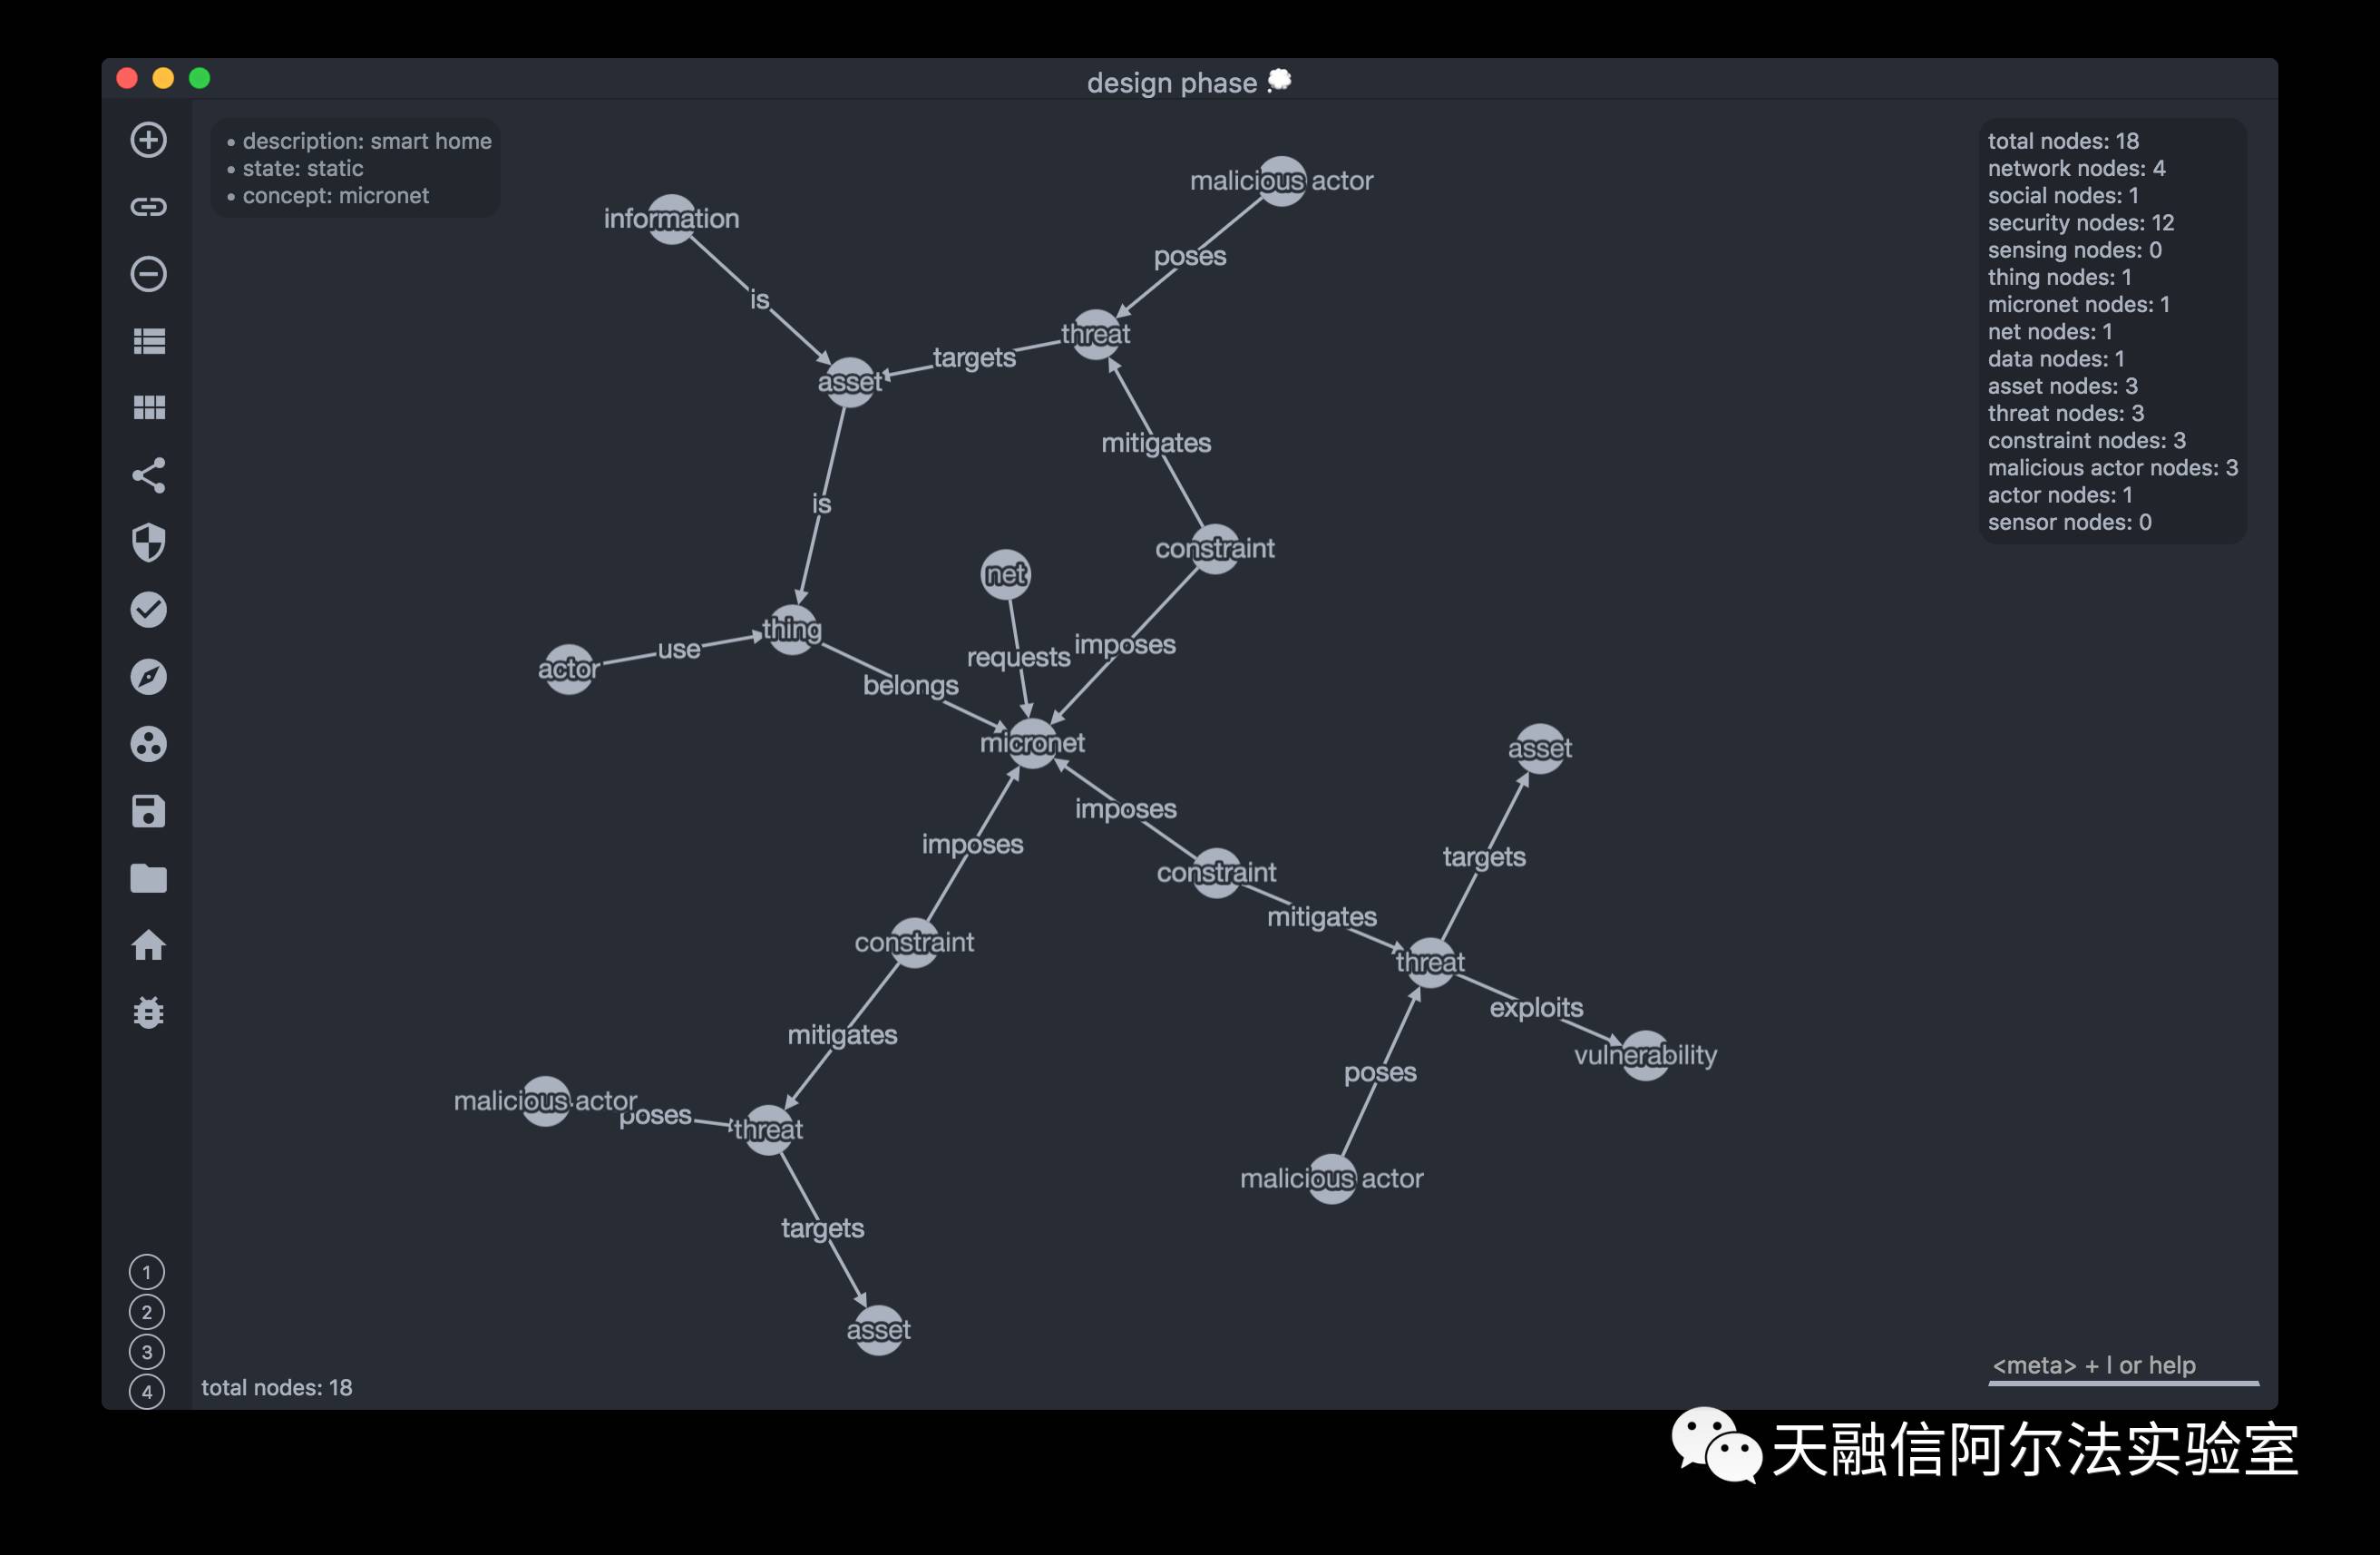 design phase 💭
• description: smart home
• state: static
• concept: micronet
total nodes: 18
network nodes: 4
social nodes: 1
security nodes: 12
sensing nodes: 0
thing nodes: 1
micronet nodes: 1
net nodes: 1
data nodes: 1
asset nodes: 3
threat nodes: 3
constraint nodes: 3
malicious actor nodes: 3
actor nodes: 1
sensor nodes: 0
malicious actor
information
poses
is
threat
targets
asset
mitigates
is
constraint
net
thing
imposes
use
requests
actor
belongs
micronet
asset
imposes
imposes
targets
constraint
mitigates
constraint
threat
exploits
mitigates
vulnerability
poses
malicious actor
poses
threat
malicious actor
targets
asset
1
2
3
4
total nodes: 18
<meta> + l or help
天融信阿尔法实验室